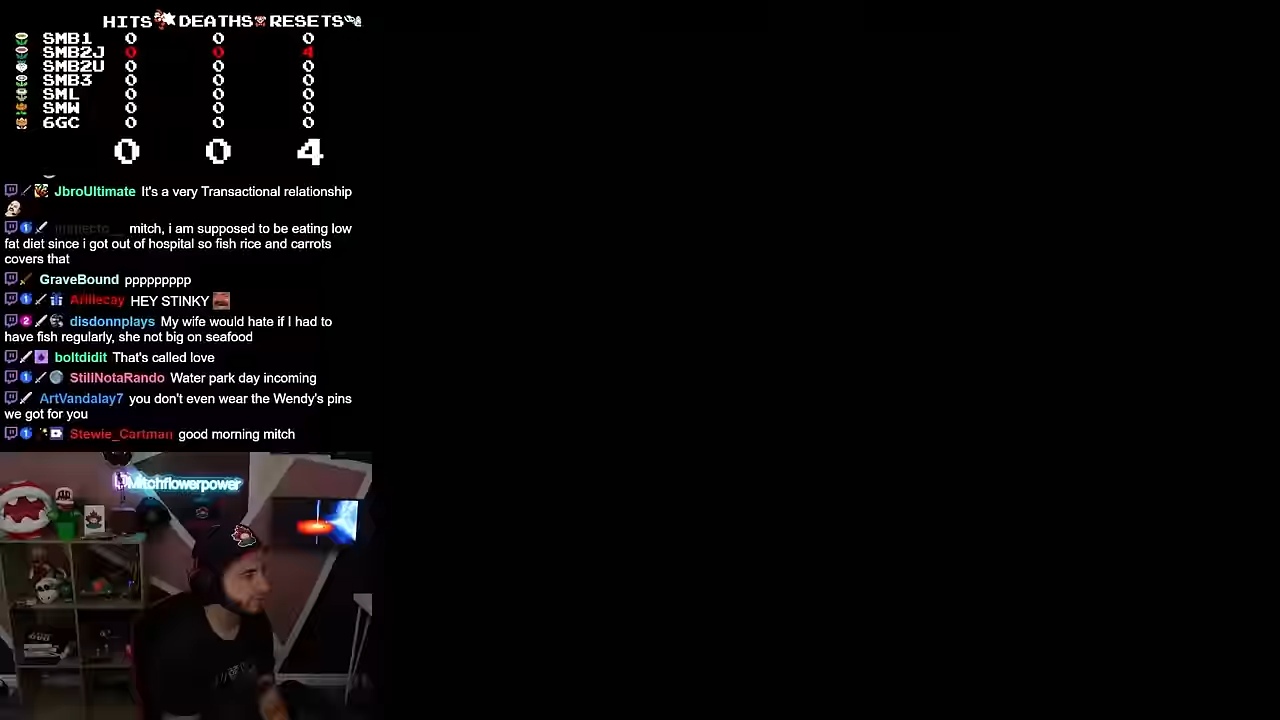 HITS DEATHS RESETS
SMB1 0 0 0
SMB2J 0 0 4
SMB2U 0 0 0
SMB3 0 0 0
SML 0 0 0
SMW 0 0 0
6GC 0 0 0
0 0 4
JbroUltimate It's a very Transactional relationship
mitch, i am supposed to be eating low
fat diet since i got out of hospital so fish rice and carrots
covers that
GraveBound ppppppppp
HEY STINKY
disdonnplays My wife would hate if I had to
have fish regularly, she not big on seafood
boltdidit That's called love
StillNotaRando Water park day incoming
ArtVandalay7 you don't even wear the Wendy's pins
we got for you
Stewie_Cartman good morning mitch
Mitchflowerpower